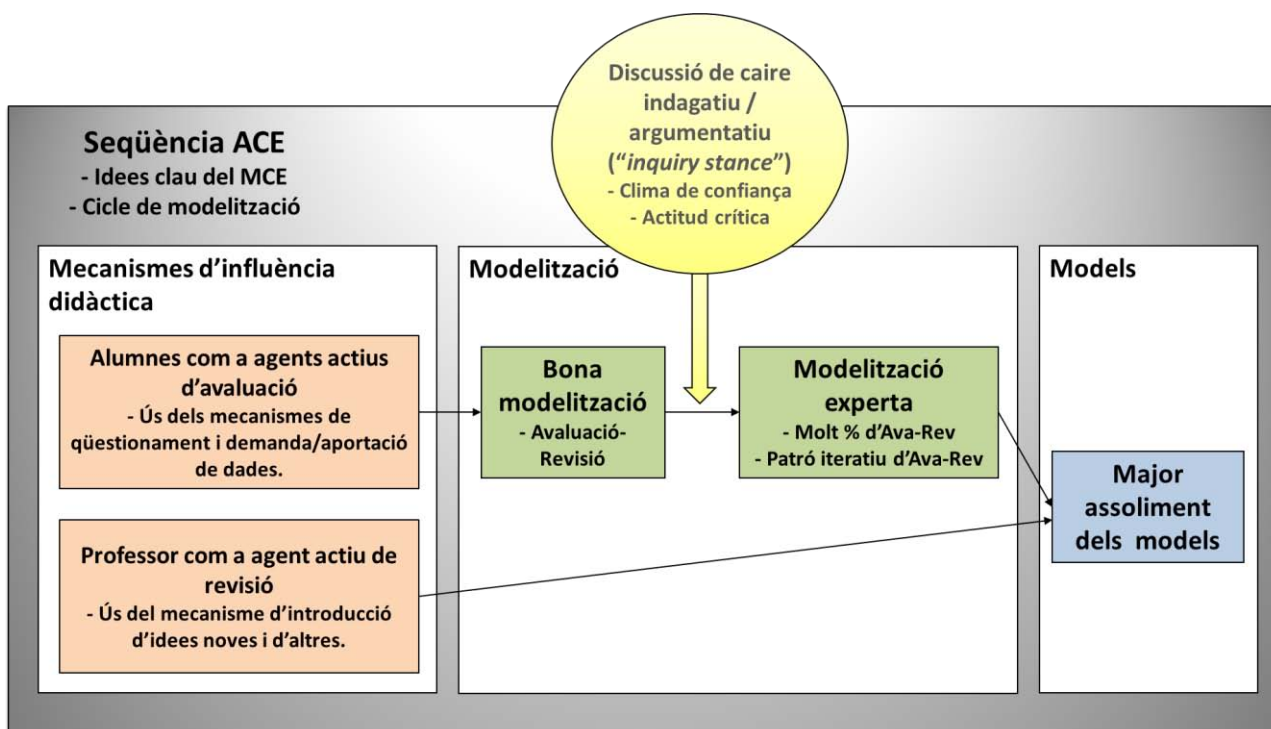 Discussió de caire
indagatiu /
argumentatiu
(“inquiry stance”)
- Clima de confiança
- Actitud crítica
Seqüència ACE
- Idees clau del MCE
- Cicle de modelització
Mecanismes d’influència
didàctica
Alumnes com a agents actius
d’avaluació
- Ús dels mecanismes de
qüestionament i demanda/aportació
de dades.
Professor com a agent actiu de
revisió
- Ús del mecanisme d’introducció
d’idees noves i d’altres.
Modelització
Bona
modelització
- Avaluació-
Revisió
Modelització
experta
- Molt % d’Ava-Rev
- Patró iteratiu d’Ava-Rev
Models
Major
assoliment
dels models